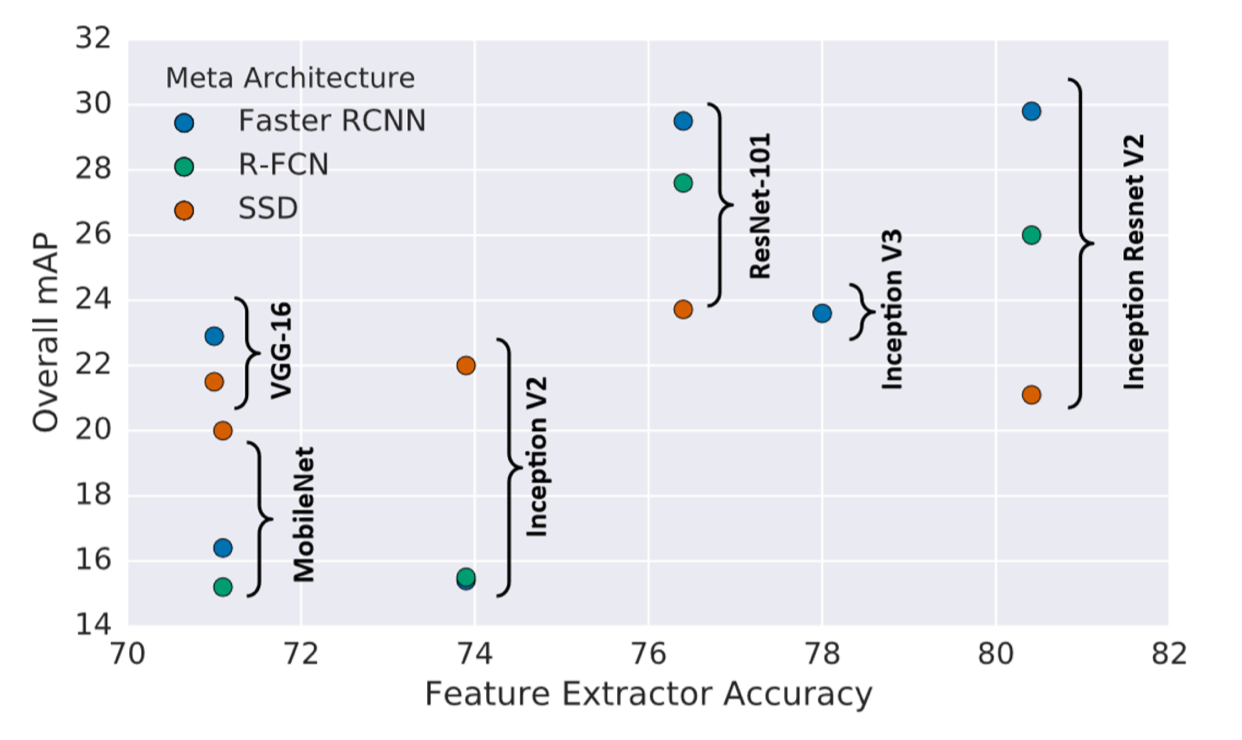 32
30
28
26
24
22
20
18
16
14
Overall mAP
Meta Architecture
Faster RCNN
R-FCN
SSD
VGG-16
MobileNet
Inception V2
ResNet-101
Inception V3
Inception Resnet V2
70 72 74 76 78 80 82
Feature Extractor Accuracy